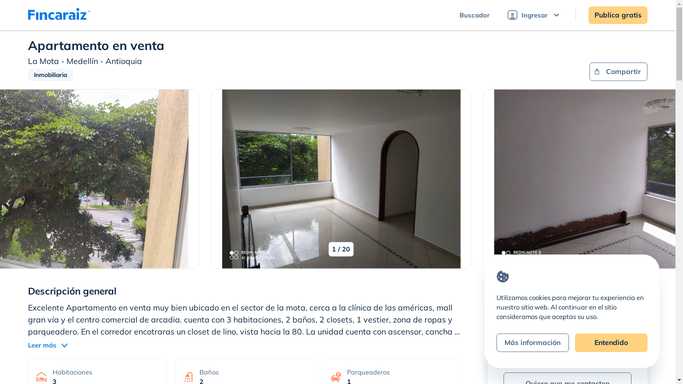 Fincaraiz
Buscador
Ingresar
Publica gratis
Apartamento en venta
La Mota - Medellín - Antioquia
Inmobiliaria
Compartir
1 / 20
Descripción general
Excelente Apartamento en venta muy bien ubicado en el sector de la mota, cerca a la clínica de las américas, mall
gran vía y el centro comercial de arcadia. cuenta con 3 habitaciones, 2 baños, 2 closets, 1 vestier, zona de ropas y
parqueadero. En el corredor encotraras un closet de lino, vista hacia la 80. La unidad cuenta con ascensor, cancha ...
Leer más
Habitaciones
3
Baños
2
Parqueaderos
1
Utilizamos cookies para mejorar tu experiencia en
nuestro sitio web. Al continuar en el sitio
consideramos que aceptas su uso.
Más información
Entendido
Quiero que me contacten